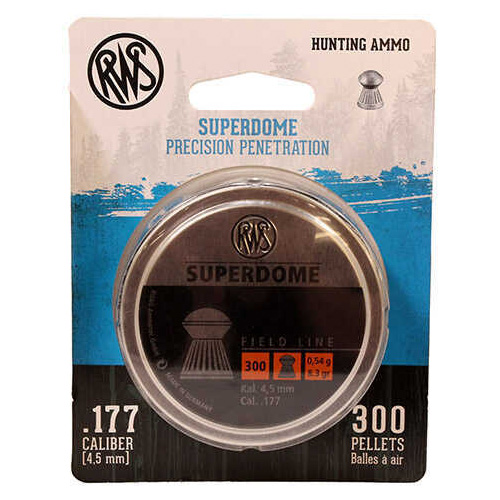 RWS
HUNTING AMMO
SUPERDOME
PRECISION PENETRATION
RWS
SUPERDOME
FIELD LINE
300 0,54 g
8.3 gr
Kal. 4,5 mm
Cal. .177
MADE IN GERMANY
.177
CALIBER
[4,5 mm]
300
PELLETS
Balles à air